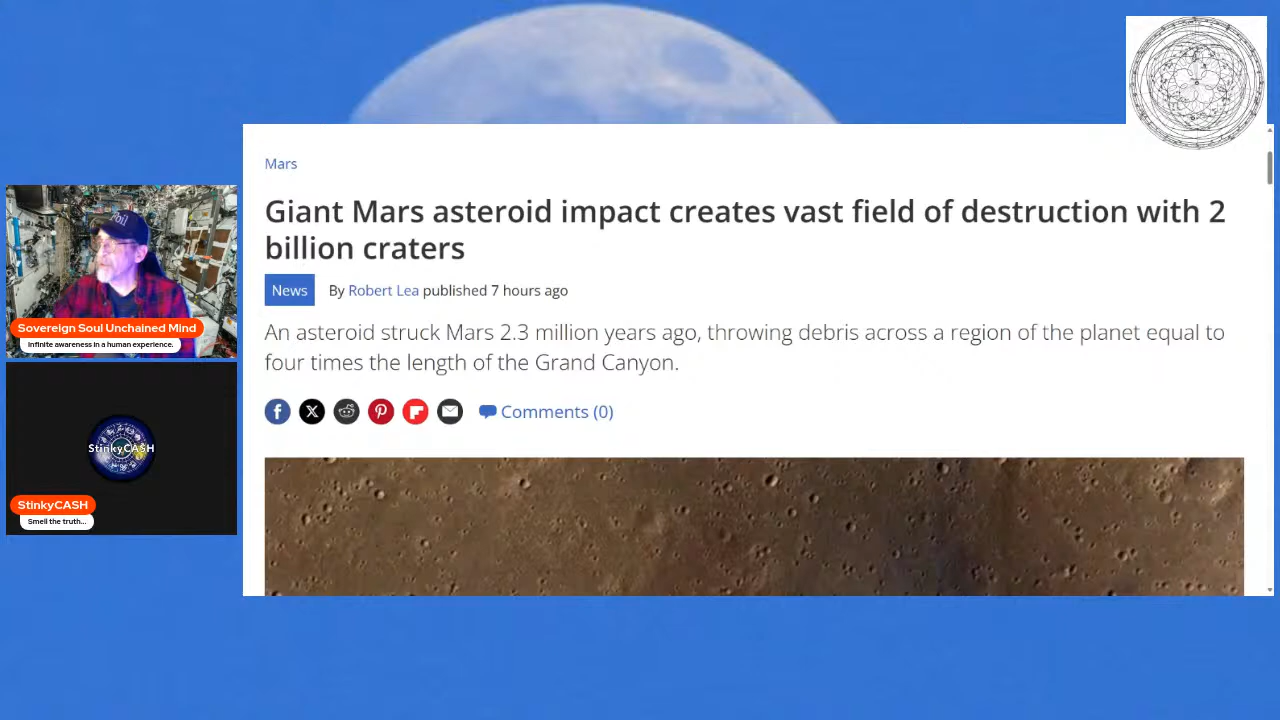 Mars
Giant Mars asteroid impact creates vast field of destruction with 2
billion craters
News
By Robert Lea published 7 hours ago
An asteroid struck Mars 2.3 million years ago, throwing debris across a region of the planet equal to
four times the length of the Grand Canyon.
Comments (0)
Sovereign Soul Unchained Mind
Infinite awareness in a human experience.
StinkyCASH
StinkyCASH
Smell the truth...